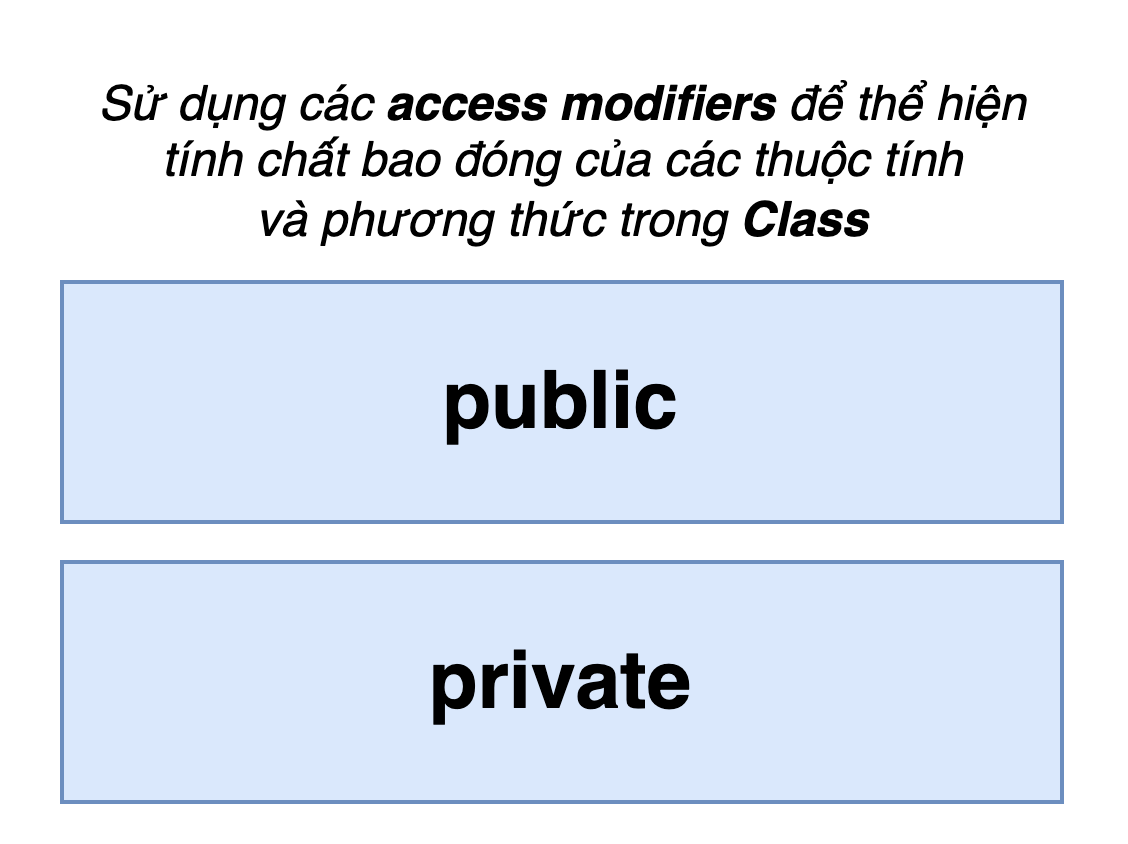 Sử dụng các access modifiers để thể hiện
tính chất bao đóng của các thuộc tính
và phương thức trong Class
public
private